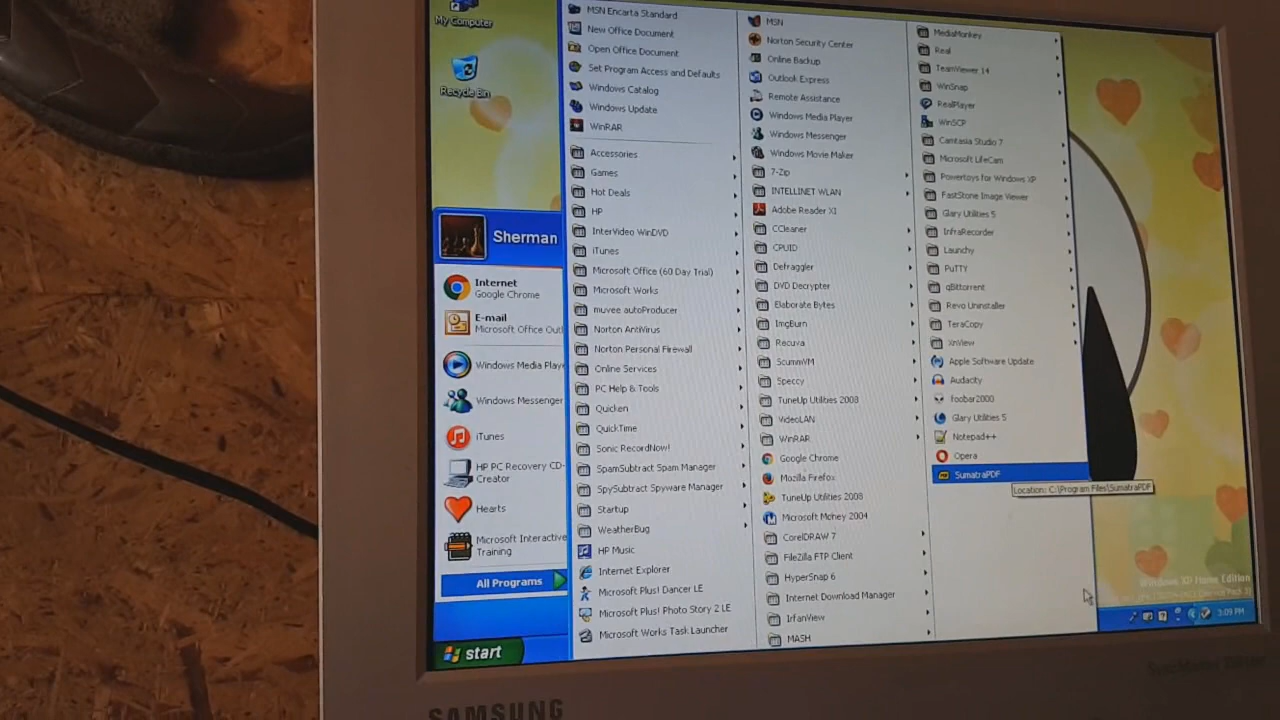 My Computer
Recycle Bin
Sherman
Internet
Google Chrome
E-mail
Microsoft Office
Windows Media
Windows Messenger
iTunes
HP PC Recovery CD-
Creator
Hearts
Microsoft Interactive
Training
All Programs
start
MSN Encarta Standard
New Office Document
Open Office Document
Set Program Access and Defaults
Windows Catalog
Windows Update
WinRAR
Accessories
Games
Hot Deals
HP
InterVideo WinDVD
iTunes
Microsoft Office (60 Day Trial)
Microsoft Works
muvee autoProducer
Norton AntiVirus
Norton Personal Firewall
Online Services
PC Help & Tools
Quicken
QuickTime
Sonic RecordNow!
SpamSubtract Spam Manager
SpySubtract Spyware Manager
Startup
WeatherBug
HP Music
Internet Explorer
Microsoft Plus! Dancer LE
Microsoft Plus! Photo Story 2 LE
Microsoft Works Task Launcher
MSN
Norton Security Center
Online Backup
Outlook Express
Remote Assistance
Windows Media Player
Windows Messenger
Windows Movie Maker
7-Zip
INTELLINET WLAN
Adobe Reader XI
CCleaner
CPUID
Defraggler
DVD Decrypter
Elaborate Bytes
ImgBurn
Recuva
ScummVM
Speccy
TuneUp Utilities 2008
VideoLAN
WinRAR
Google Chrome
Mozilla Firefox
TuneUp Utilities 2008
Microsoft Money 2004
CorelDRAW 7
FileZilla FTP Client
HyperSnap 6
Internet Download Manager
IrfanView
MASH
MediaMonkey
Real
TeamViewer 14
WinSnap
RealPlayer
WinSCP
Camtasia Studio 7
Microsoft LifeCam
Powertoys for Windows XP
FastStone Image Viewer
Glary Utilities 5
InfraRecorder
Launchy
PuTTY
qBittorrent
Revo Uninstaller
TeraCopy
XnView
Apple Software Update
Audacity
foobar2000
Glary Utilities 5
Notepad++
Opera
SumatraPDF
Location: C:\Program Files\SumatraPDF
Windows XP Home Edition
3:09 PM
SAMSUNG